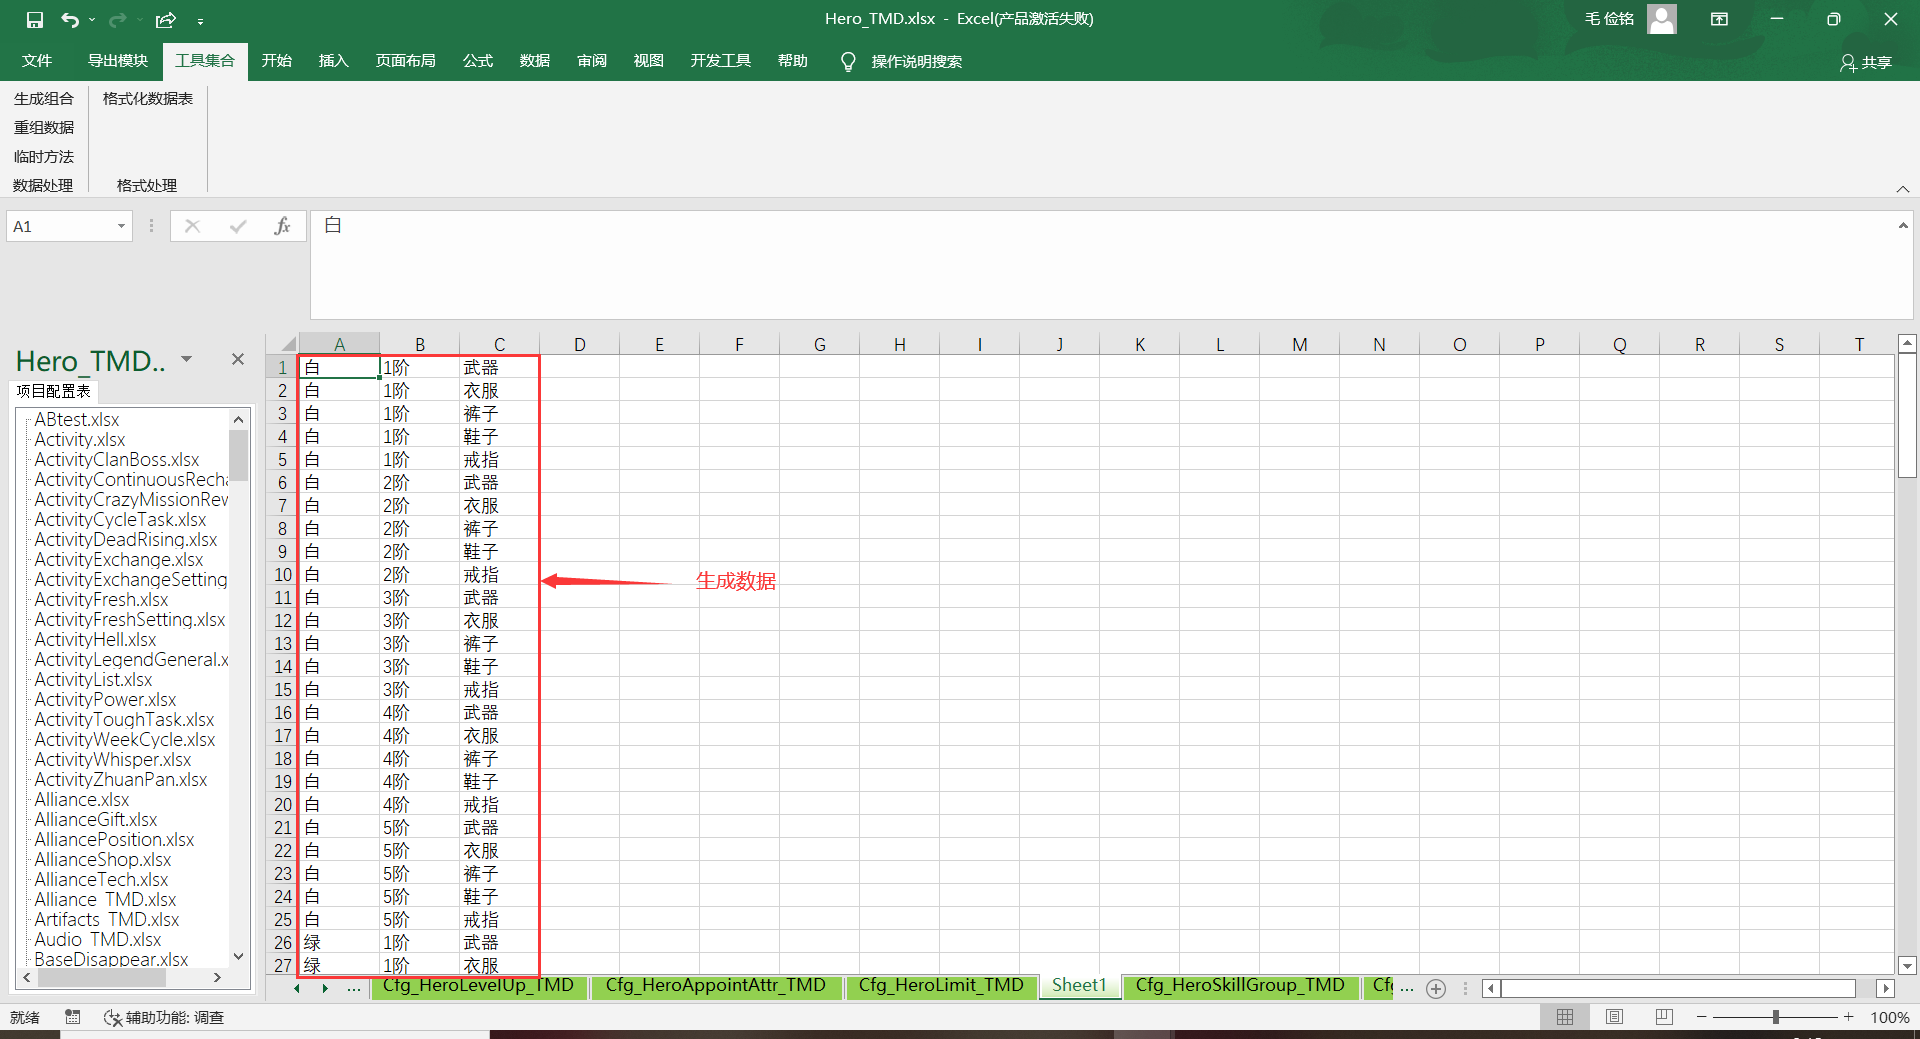 Hero_TMD.xlsx - Excel(产品激活失败)
毛 俭铭
文件 导出模块 工具集合 开始 插入 页面布局 公式 数据 审阅 视图 开发工具 帮助 操作说明搜索 共享
生成组合 格式化数据表
重组数据
临时方法
数据处理 格式处理
A1 fx 白
Hero_TMD..
项目配置表
ABtest.xlsx
Activity.xlsx
ActivityClanBoss.xlsx
ActivityContinuousRecha
ActivityCrazyMissionRew
ActivityCycleTask.xlsx
ActivityDeadRising.xlsx
ActivityExchange.xlsx
ActivityExchangeSetting
ActivityFresh.xlsx
ActivityFreshSetting.xlsx
ActivityHell.xlsx
ActivityLegendGeneral.x
ActivityList.xlsx
ActivityPower.xlsx
ActivityToughTask.xlsx
ActivityWeekCycle.xlsx
ActivityWhisper.xlsx
ActivityZhuanPan.xlsx
Alliance.xlsx
AllianceGift.xlsx
AlliancePosition.xlsx
AllianceShop.xlsx
AllianceTech.xlsx
Alliance_TMD.xlsx
Artifacts_TMD.xlsx
Audio_TMD.xlsx
BaseDisappear.xlsx
A B C D E F G H I J K L M N O P Q R S T
1 白 1阶 武器
2 白 1阶 衣服
3 白 1阶 裤子
4 白 1阶 鞋子
5 白 1阶 戒指
6 白 2阶 武器
7 白 2阶 衣服
8 白 2阶 裤子
9 白 2阶 鞋子
10 白 2阶 戒指
11 白 3阶 武器
12 白 3阶 衣服
13 白 3阶 裤子
14 白 3阶 鞋子
15 白 3阶 戒指
16 白 4阶 武器
17 白 4阶 衣服
18 白 4阶 裤子
19 白 4阶 鞋子
20 白 4阶 戒指
21 白 5阶 武器
22 白 5阶 衣服
23 白 5阶 裤子
24 白 5阶 鞋子
25 白 5阶 戒指
26 绿 1阶 武器
27 绿 1阶 衣服
生成数据
... Cfg_HeroLevelUp_TMD Cfg_HeroAppointAttr_TMD Cfg_HeroLimit_TMD Sheet1 Cfg_HeroSkillGroup_TMD Cf ...
就绪 辅助功能: 调查 100%